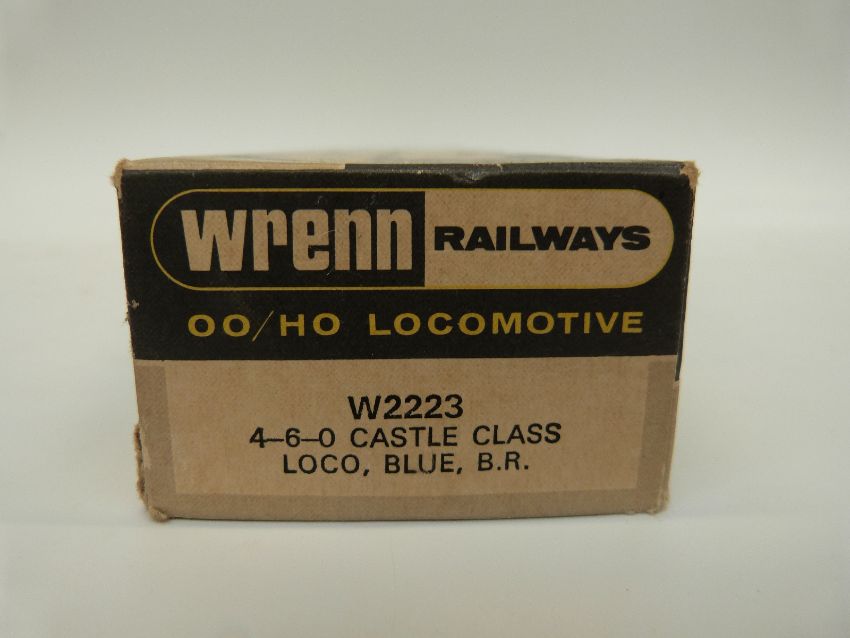 Wrenn RAILWAYS
OO/HO LOCOMOTIVE
W2223
4-6-0 CASTLE CLASS
LOCO, BLUE, B.R.